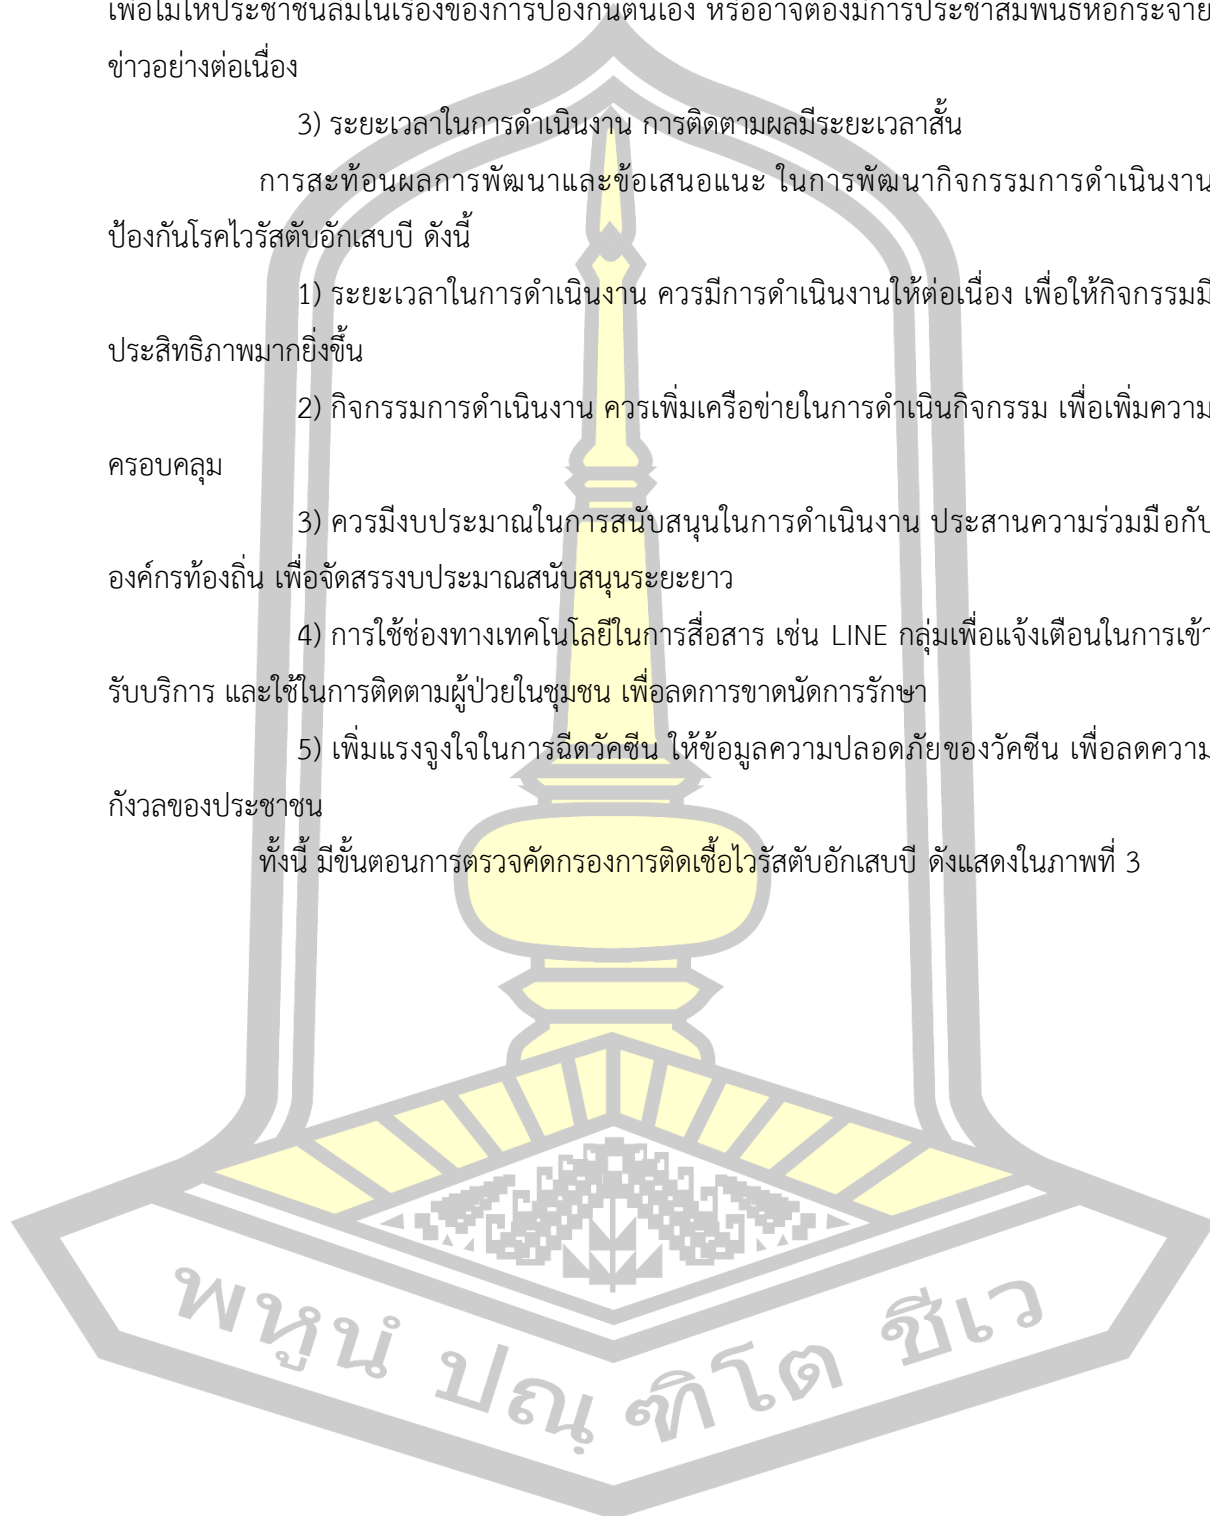 เพื่อไม่ให้ประชาชนลืมในเรื่องของการป้องกันตนเอง หรืออาจต้องมีการประชาสัมพันธ์หอกระจาย
ข่าวอย่างต่อเนื่อง
3) ระยะเวลาในการดำเนินงาน การติดตามผลมีระยะเวลาสั้น
การสะท้อนผลการพัฒนาและข้อเสนอแนะ ในการพัฒนากิจกรรมการดำเนินงาน
ป้องกันโรคไวรัสตับอักเสบบี ดังนี้
1) ระยะเวลาในการดำเนินงาน ควรมีการดำเนินงานให้ต่อเนื่อง เพื่อให้กิจกรรมมี
ประสิทธิภาพมากยิ่งขึ้น
2) กิจกรรมการดำเนินงาน ควรเพิ่มเครือข่ายในการดำเนินกิจกรรม เพื่อเพิ่มความ
ครอบคลุม
3) ควรมีงบประมาณในการสนับสนุนในการดำเนินงาน ประสานความร่วมมือกับ
องค์กรท้องถิ่น เพื่อจัดสรรงบประมาณสนับสนุนระยะยาว
4) การใช้ช่องทางเทคโนโลยีในการสื่อสาร เช่น LINE กลุ่มเพื่อแจ้งเตือนในการเข้า
รับบริการ และใช้ในการติดตามผู้ป่วยในชุมชน เพื่อลดการขาดนัดการรักษา
5) เพิ่มแรงจูงใจในการฉีดวัคซีน ให้ข้อมูลความปลอดภัยของวัคซีน เพื่อลดความ
กังวลของประชาชน
ทั้งนี้ มีขั้นตอนการตรวจคัดกรองการติดเชื้อไวรัสตับอักเสบบี ดังแสดงในภาพที่ 3
พหูนํ ปณฺ ฑิโต ชีเว